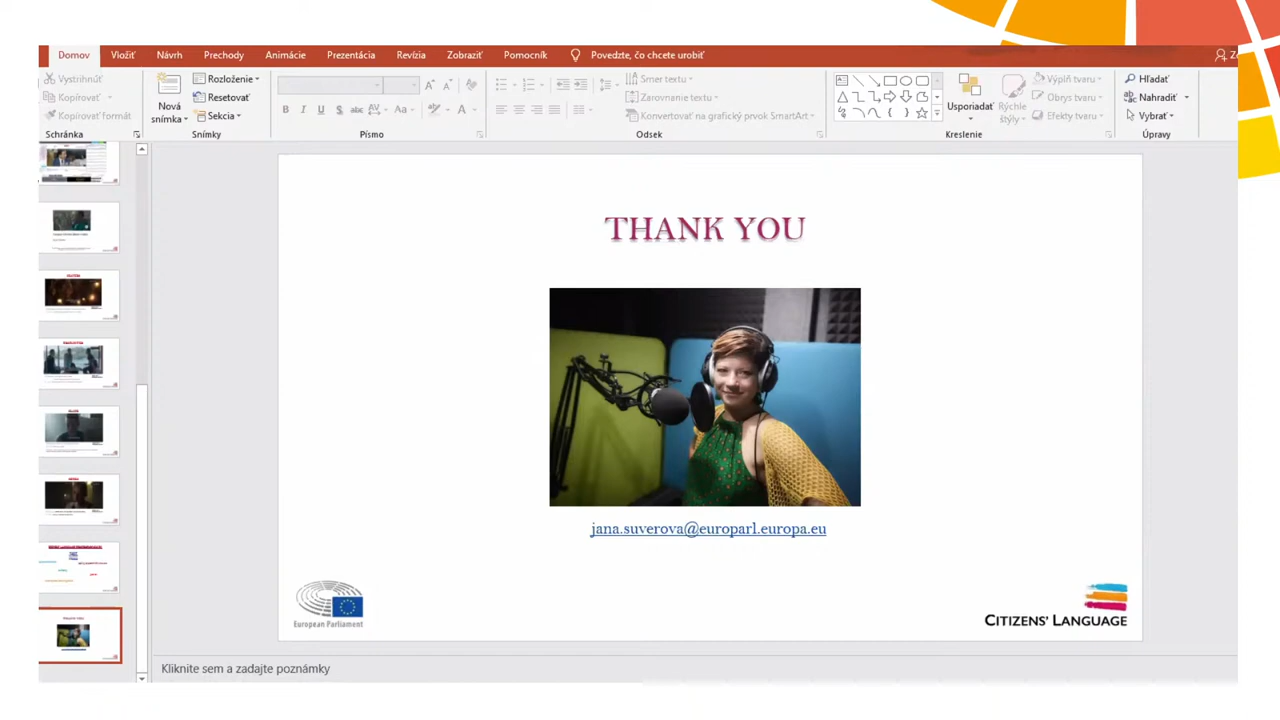 Domov Vložiť Návrh Prechody Animácie Prezentácia Revízia Zobraziť Pomocník Povedzte, čo chcete urobiť
Vystrihnúť
Kopírovať
Kopírovať formát
Schránka
Nová
snímka
Rozloženie
Resetovať
Sekcia
Snímky
B I U S abc AV Aa A
Písmo
Smer textu
Zarovnanie textu
Konvertovať na grafický prvok SmartArt
Odsek
Usporiadať
Rýchle
štýly
Výplň tvaru
Obrys tvaru
Efekty tvaru
Kreslenie
Hľadať
Nahradiť
Vybrať
Úpravy
THANK YOU
jana.suverova@europarl.europa.eu
European Parliament
CITIZENS' LANGUAGE
Kliknite sem a zadajte poznámky